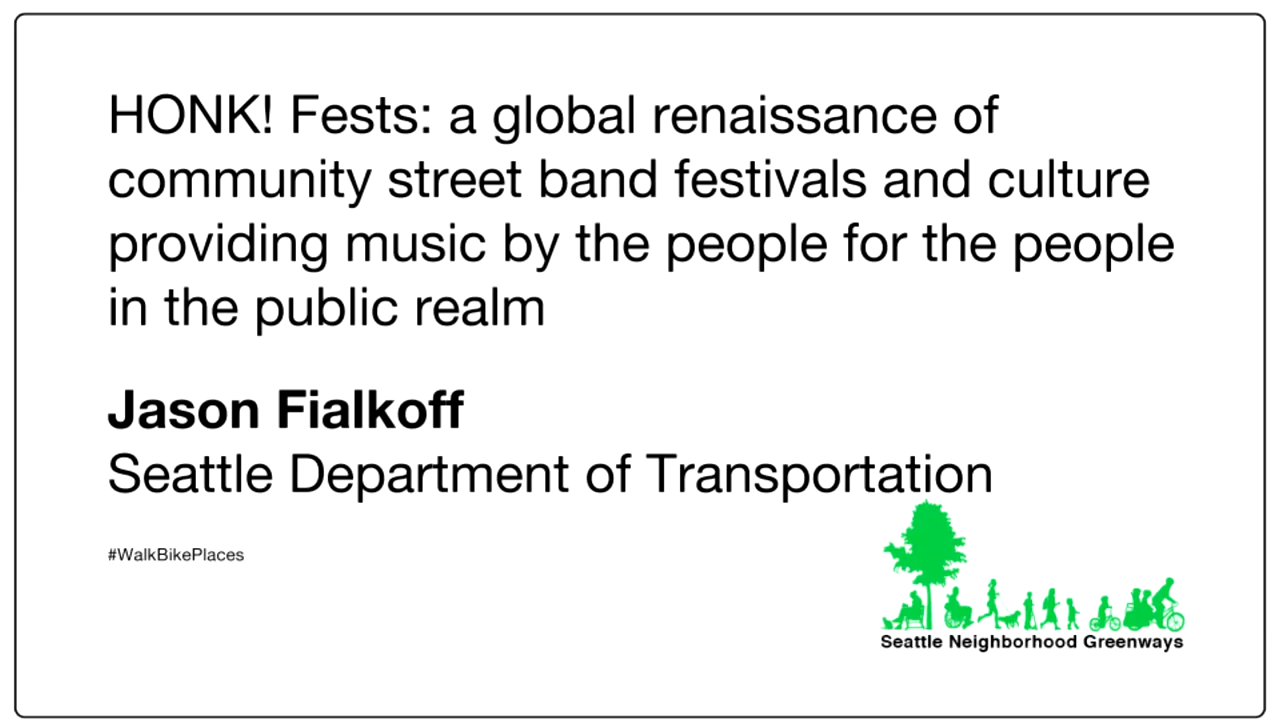 HONK! Fests: a global renaissance of
community street band festivals and culture
providing music by the people for the people
in the public realm
Jason Fialkoff
Seattle Department of Transportation
#WalkBikePlaces
Seattle Neighborhood Greenways